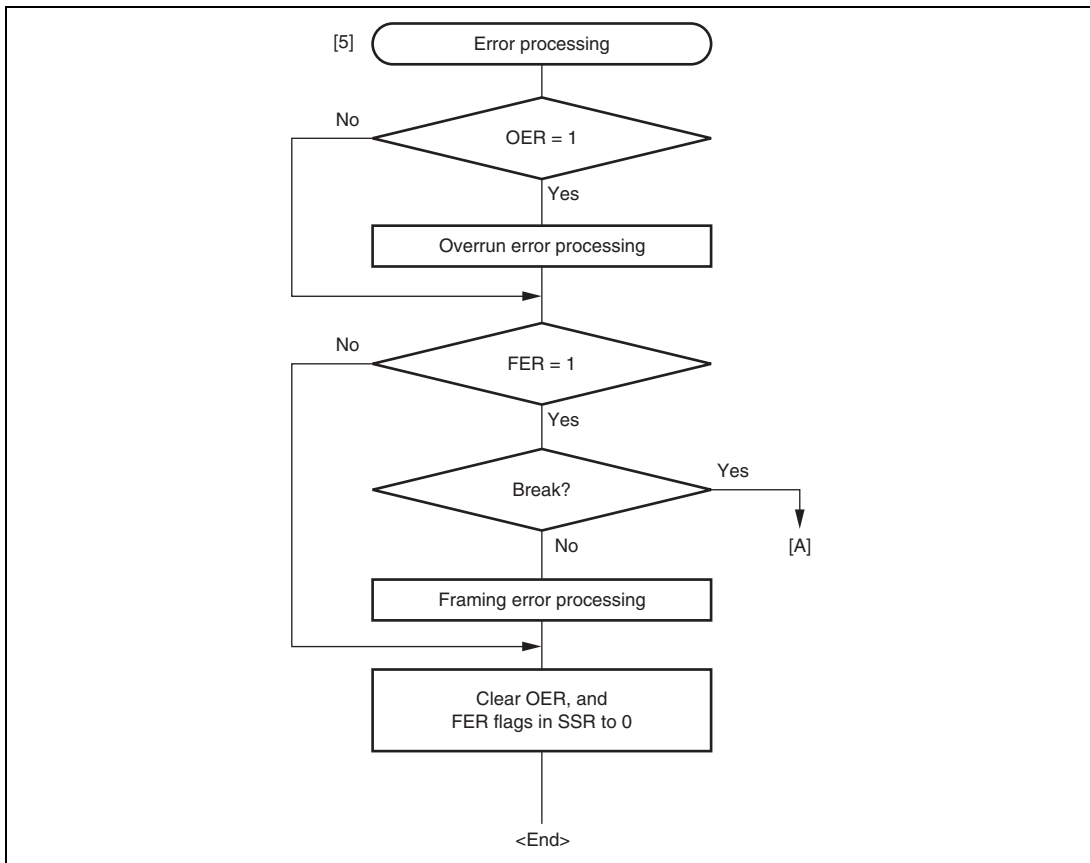 [5]
Error processing
No
OER = 1
Yes
Overrun error processing
No
FER = 1
Yes
Break?
Yes
No
[A]
Framing error processing
Clear OER, and
FER flags in SSR to 0
<End>